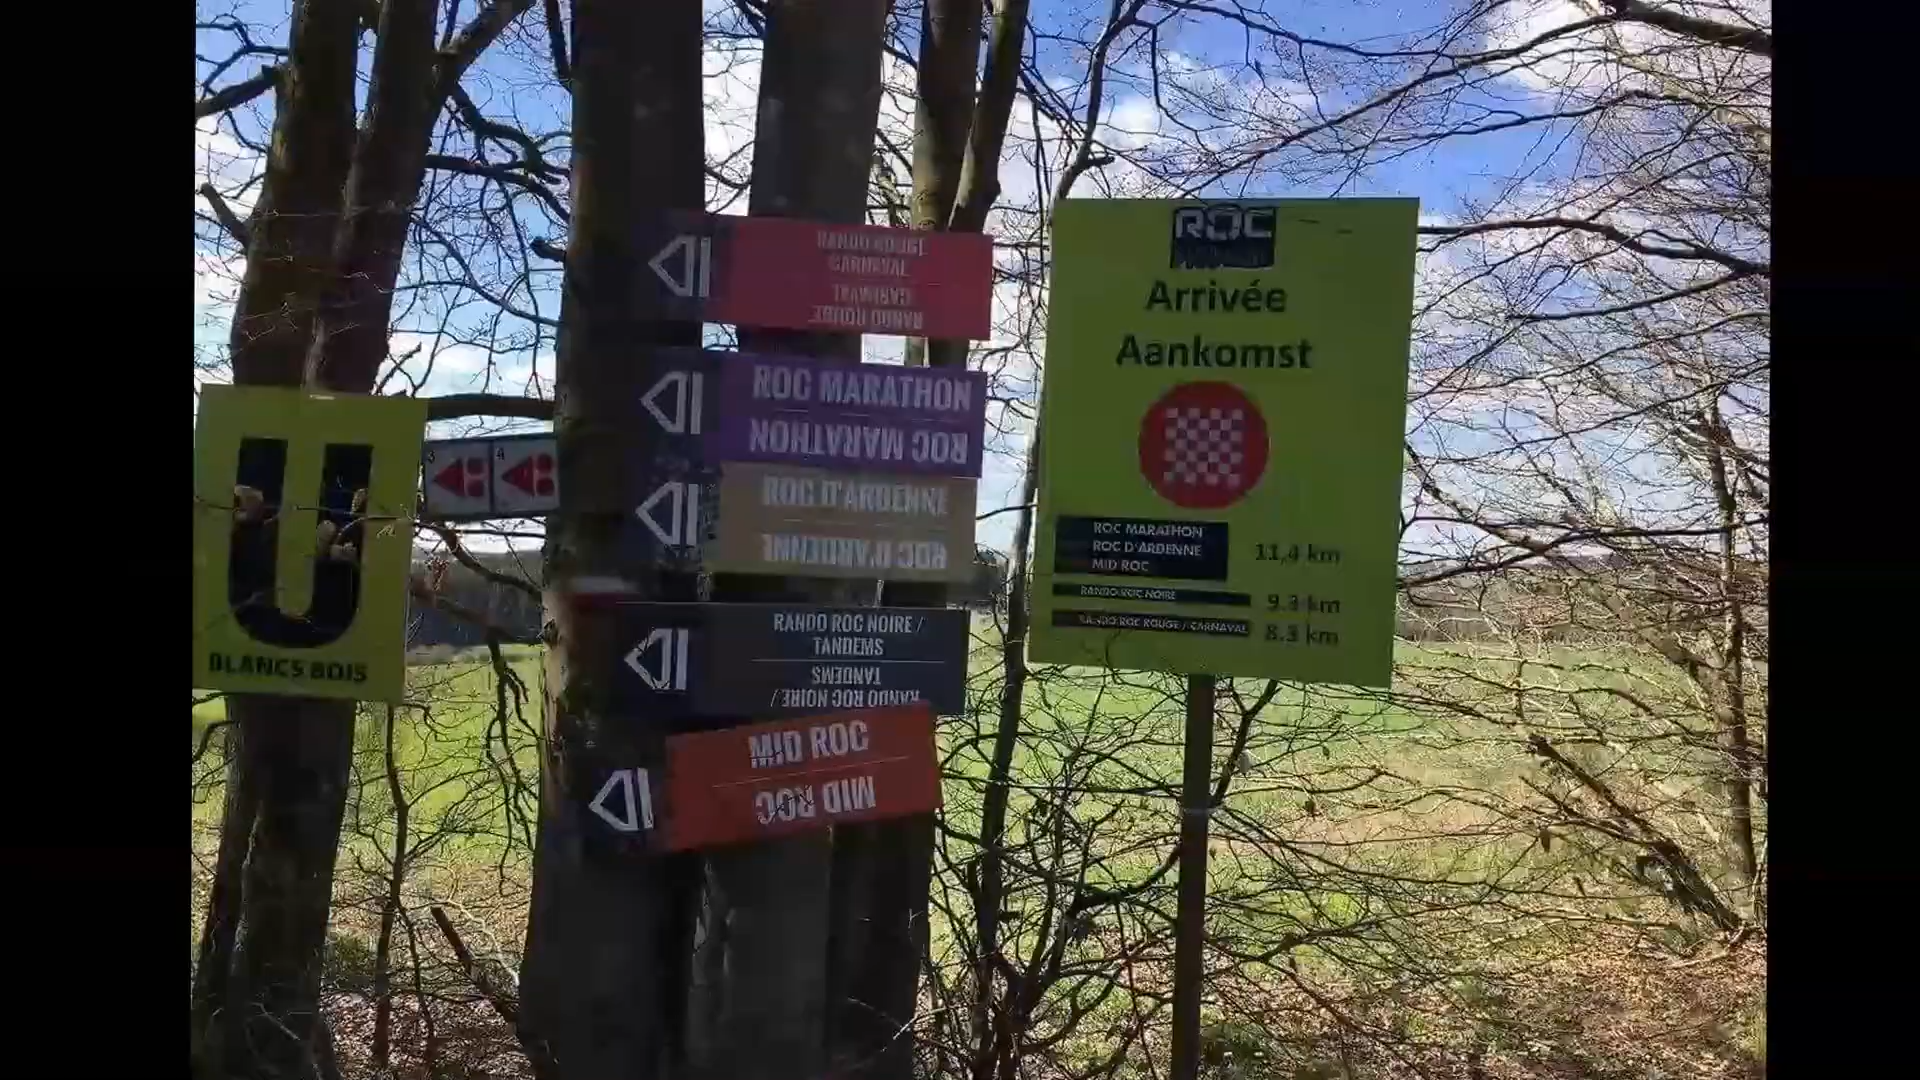 U
BLANCS BOIS
3
4
RANDO ROUGE
CARNAVAL
CARNAVAL
RANDO ROUGE
ROC MARATHON
ROC MARATHON
ROC D'ARDENNE
ROC D'ARDENNE
RANDO ROC NOIRE /
TANDEMS
TANDEMS
RANDO ROC NOIRE /
MID ROC
MID ROC
ROC
Arrivée
Aankomst
ROC MARATHON
ROC D'ARDENNE
MID ROC
11,4 km
RANDO ROC NOIRE
9.3 km
RANDO ROC ROUGE / CARNAVAL
8.3 km